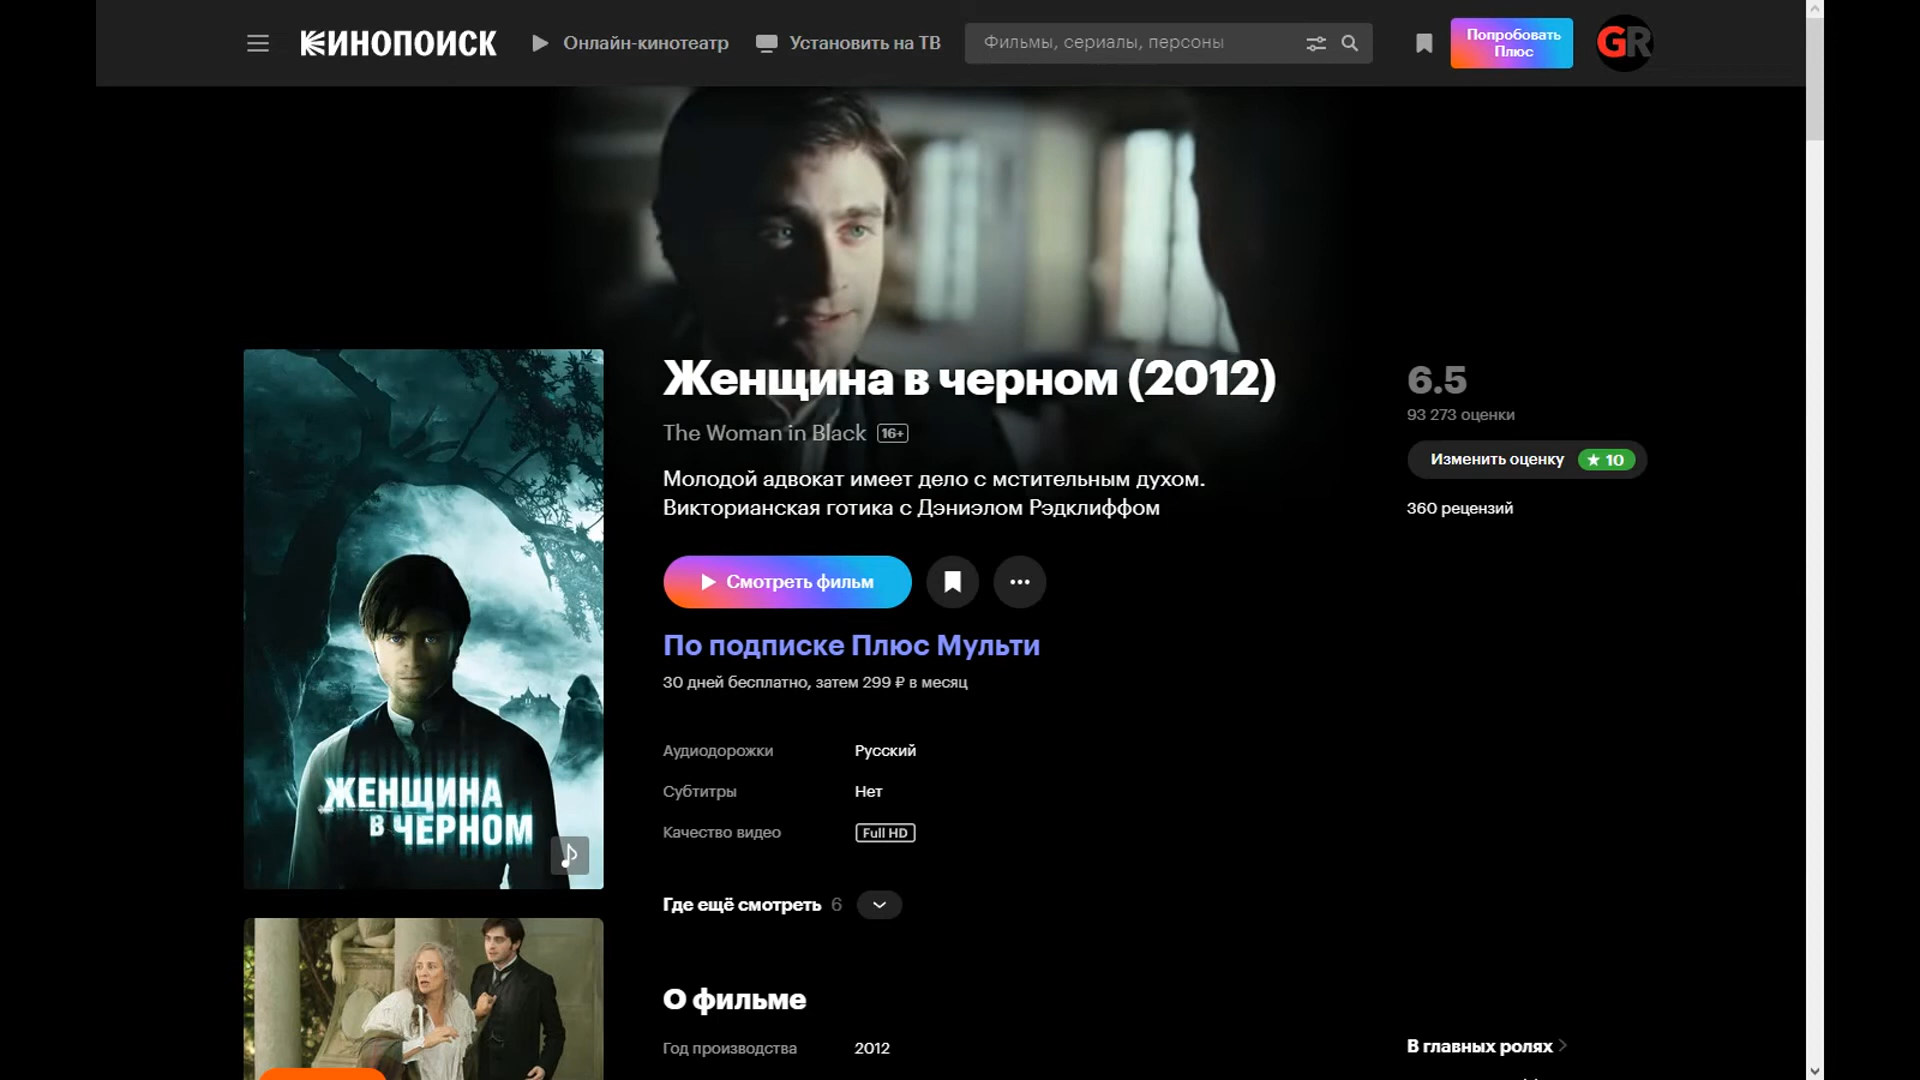 КИНОПОИСК
Онлайн-кинотеатр
Установить на ТВ
Фильмы, сериалы, персоны
Попробовать
Плюс
GR
Женщина в черном (2012)
The Woman in Black 16+
Молодой адвокат имеет дело с мстительным духом.
Викторианская готика с Дэниэлом Рэдклиффом
6.5
93 273 оценки
Изменить оценку ★ 10
360 рецензий
Смотреть фильм
По подписке Плюс Мульти
30 дней бесплатно, затем 299 ₽ в месяц
Аудиодорожки Русский
Субтитры Нет
Качество видео Full HD
ЖЕНЩИНА
В ЧЕРНОМ
Где ещё смотреть 6
О фильме
Год производства 2012
В главных ролях